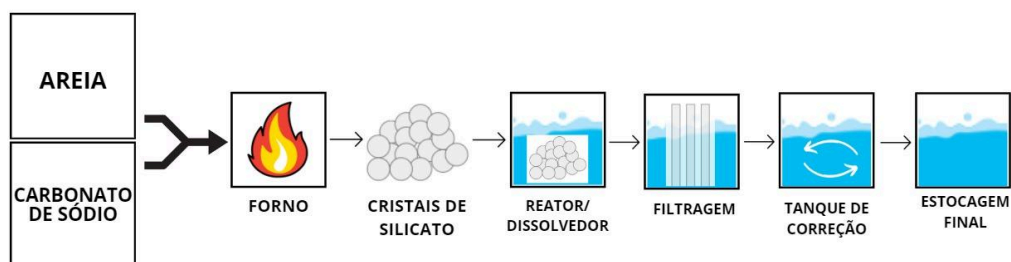 AREIA
CARBONATO
DE SÓDIO
FORNO
CRISTAIS DE
SILICATO
REATOR/
DISSOLVEDOR
FILTRAGEM
TANQUE DE
CORREÇÃO
ESTOCAGEM
FINAL